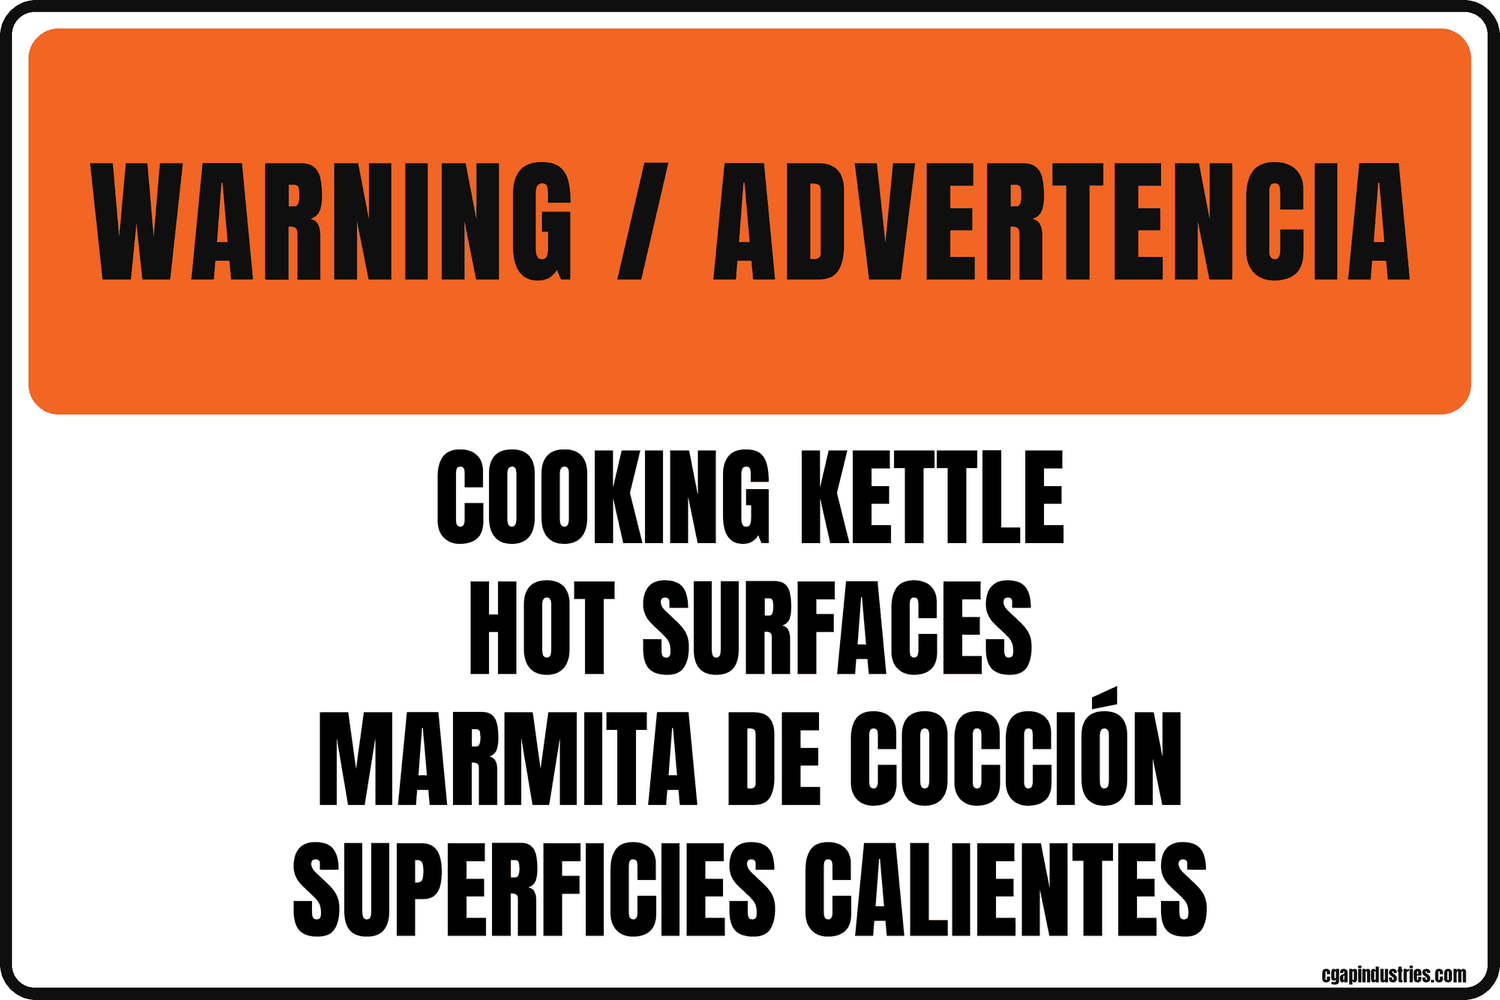 WARNING / ADVERTENCIA
COOKING KETTLE
HOT SURFACES
MARMITA DE COCCIÓN
SUPERFICIES CALIENTES
cgapindustries.com